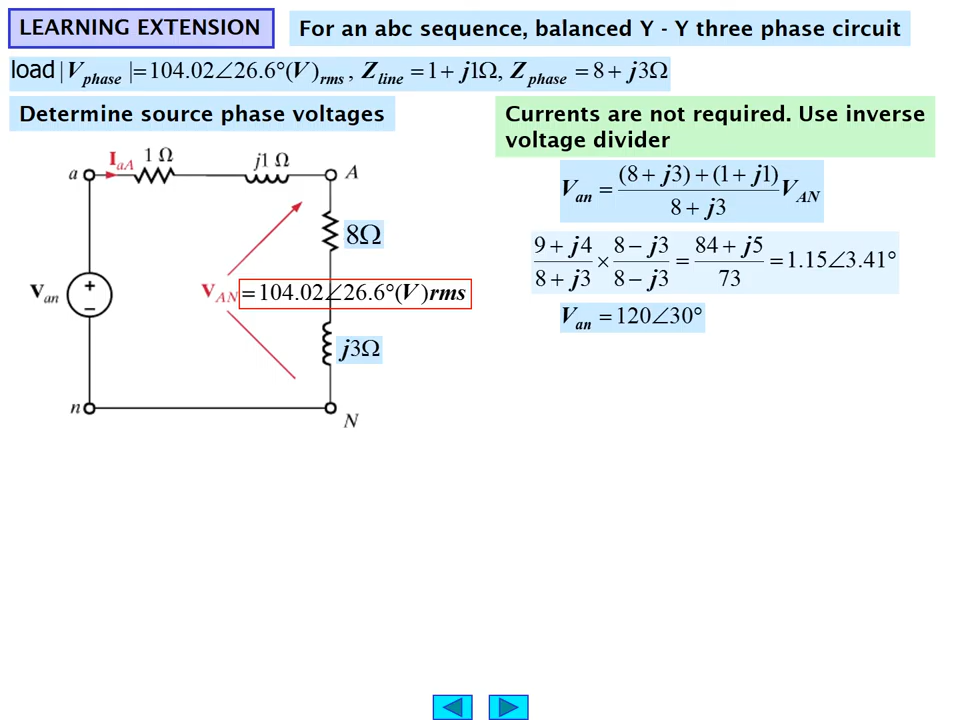 LEARNING EXTENSION
For an abc sequence, balanced Y - Y three phase circuit
load |V_phase| = 104.02∠26.6°(V)_rms, Z_line = 1 + j1Ω, Z_phase = 8 + j3Ω
Determine source phase voltages
Currents are not required. Use inverse
voltage divider
a I_aA 1 Ω j1 Ω A
V_an = (8 + j3) + (1 + j1) / 8 + j3 V_AN
8Ω
9 + j4 / 8 + j3 × 8 − j3 / 8 − j3 = 84 + j5 / 73 = 1.15∠3.41°
V_an + − V_AN = 104.02∠26.6°(V)rms
V_an = 120∠30°
j3Ω
n N